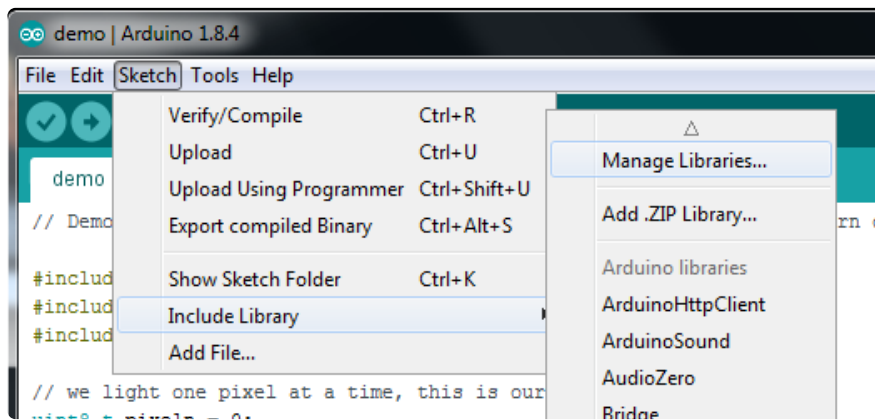 demo | Arduino 1.8.4
File Edit Sketch Tools Help
Verify/Compile Ctrl+R
Upload Ctrl+U
Upload Using Programmer Ctrl+Shift+U
Export compiled Binary Ctrl+Alt+S
Show Sketch Folder Ctrl+K
Include Library
Add File...
Manage Libraries...
Add .ZIP Library...
Arduino libraries
ArduinoHttpClient
ArduinoSound
AudioZero
Bridge
demo
// Demo
#includ
#includ
#includ
// we light one pixel at a time, this is our
uint8_t pixeln = 0;